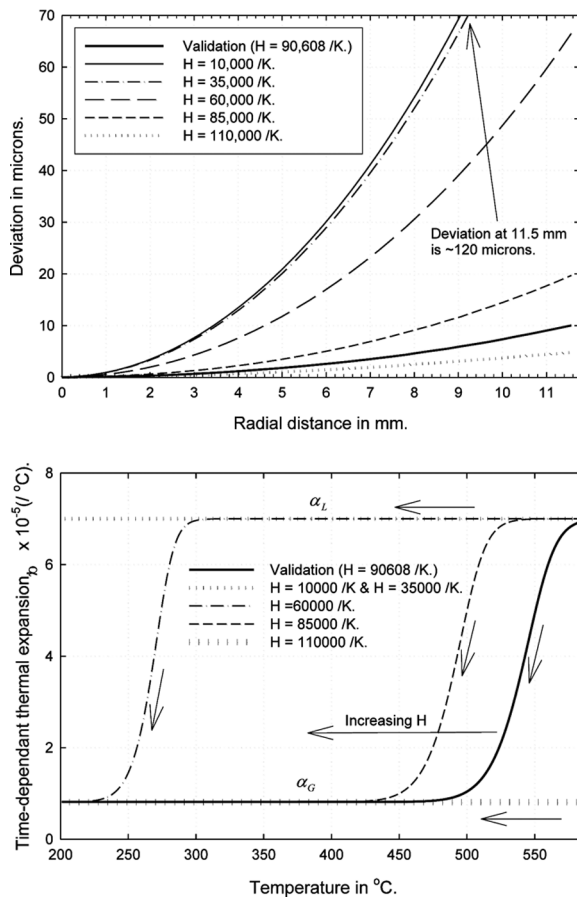 70
60
50
40
30
20
10
0
Deviation in microns.
Validation (H = 90,608 /K.)
H = 10,000 /K.
H = 35,000 /K.
H = 60,000 /K.
H = 85,000 /K.
H = 110,000 /K.
Deviation at 11.5 mm
is ~120 microns.
0 1 2 3 4 5 6 7 8 9 10 11
Radial distance in mm.
8
6
4
2
0
Time-dependant thermal expansion, x 10⁻⁵(/ °C).
α_L
Validation (H = 90608 /K.)
H = 10000 /K & H = 35000 /K.
H =60000 /K.
H = 85000 /K.
H = 110000 /K.
Increasing H
α_G
200 250 300 350 400 450 500 550
Temperature in °C.